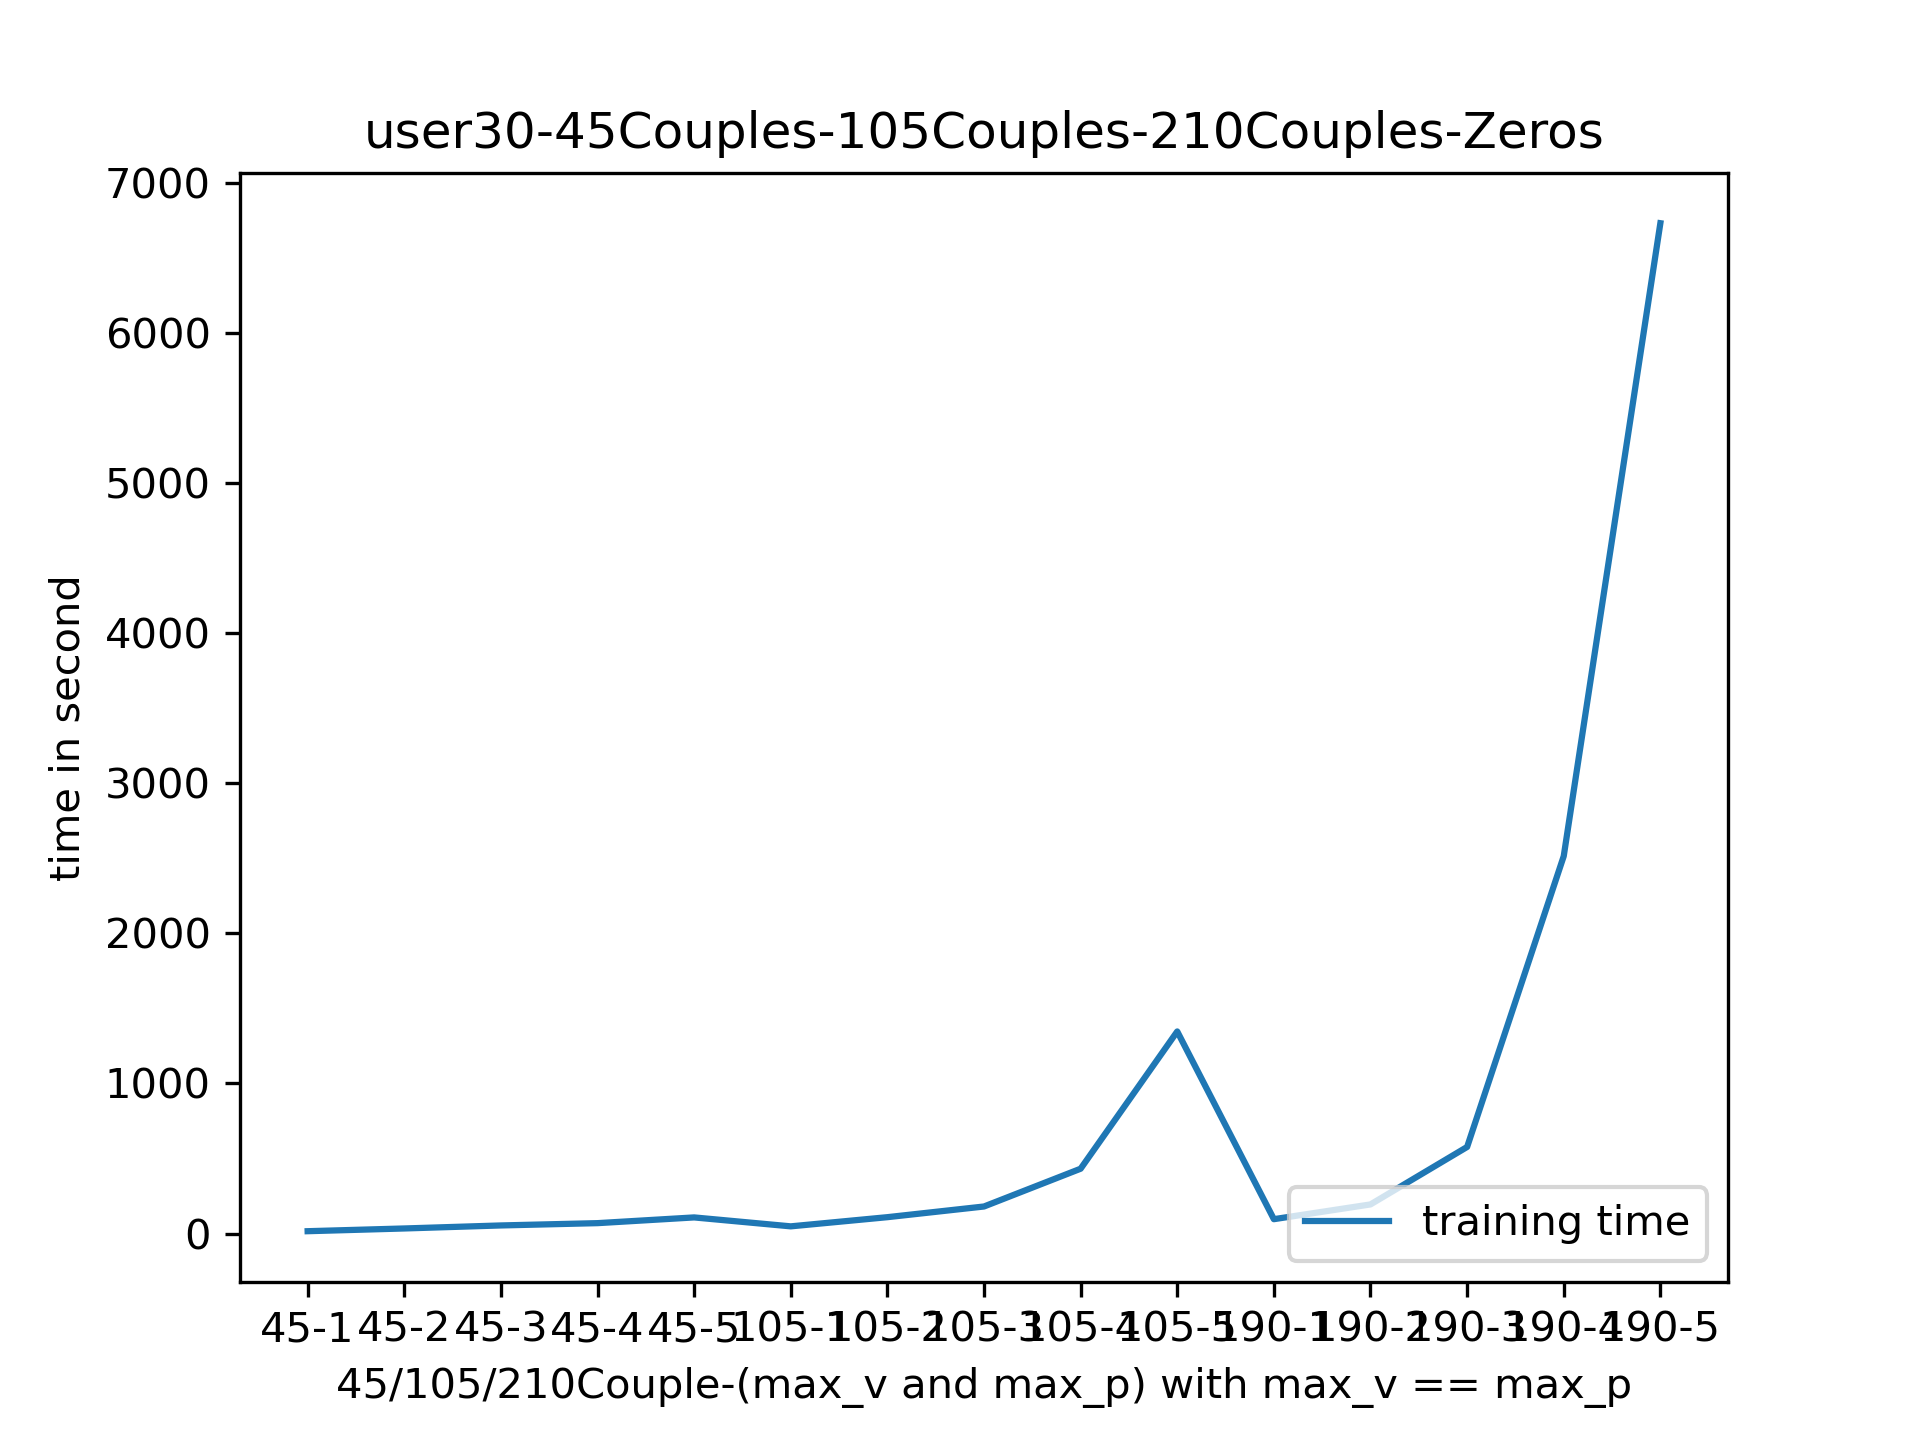 user30-45Couples-105Couples-210Couples-Zeros
7000
6000
5000
4000
3000
2000
1000
0
time in second
training time
45-1 45-2 45-3 45-4 45-5 105-1 105-2 105-3 105-4 105-5 190-1 190-2 190-3 190-4 190-5
45/105/210Couple-(max_v and max_p) with max_v == max_p